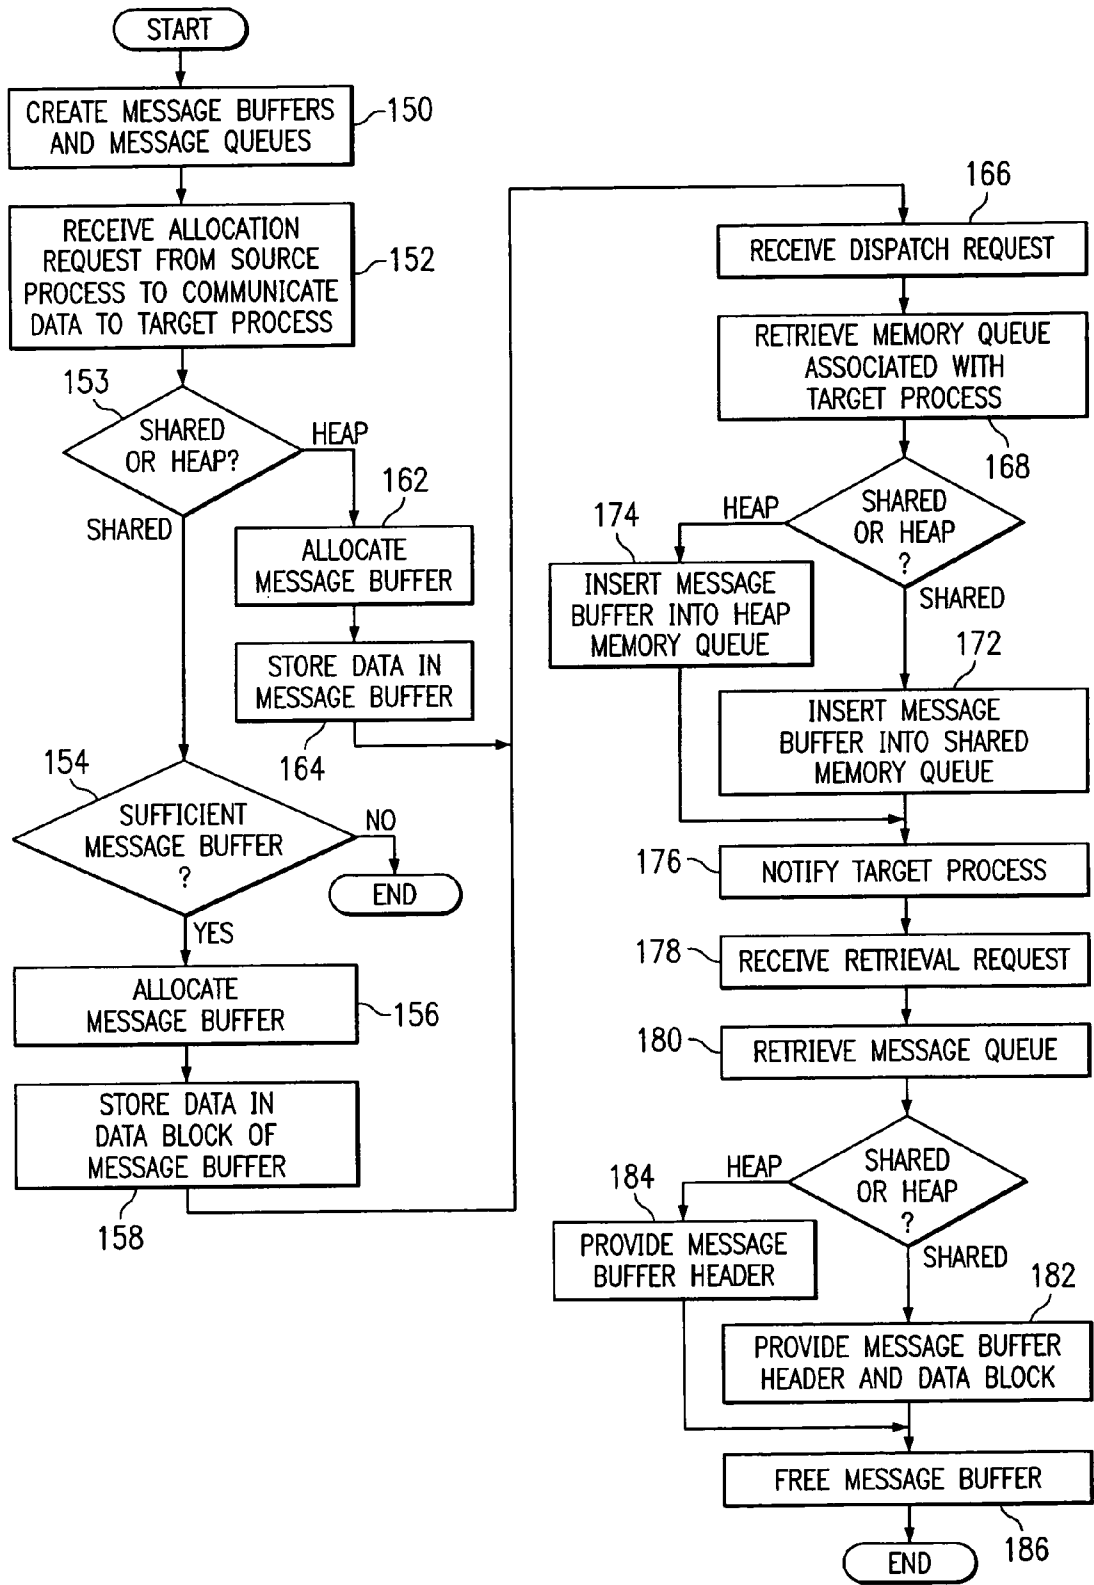 START
CREATE MESSAGE BUFFERS
AND MESSAGE QUEUES
150
RECEIVE ALLOCATION
REQUEST FROM SOURCE
PROCESS TO COMMUNICATE
DATA TO TARGET PROCESS
152
153
SHARED
OR HEAP?
HEAP
SHARED
162
ALLOCATE
MESSAGE BUFFER
STORE DATA IN
MESSAGE BUFFER
164
154
SUFFICIENT
MESSAGE BUFFER
?
NO
END
YES
ALLOCATE
MESSAGE BUFFER
156
STORE DATA IN
DATA BLOCK OF
MESSAGE BUFFER
158
166
RECEIVE DISPATCH REQUEST
RETRIEVE MEMORY QUEUE
ASSOCIATED WITH
TARGET PROCESS
168
SHARED
OR HEAP
?
HEAP
SHARED
174
INSERT MESSAGE
BUFFER INTO HEAP
MEMORY QUEUE
172
INSERT MESSAGE
BUFFER INTO SHARED
MEMORY QUEUE
176
NOTIFY TARGET PROCESS
178
RECEIVE RETRIEVAL REQUEST
180
RETRIEVE MESSAGE QUEUE
SHARED
OR HEAP
?
HEAP
SHARED
184
PROVIDE MESSAGE
BUFFER HEADER
182
PROVIDE MESSAGE BUFFER
HEADER AND DATA BLOCK
FREE MESSAGE BUFFER
186
END